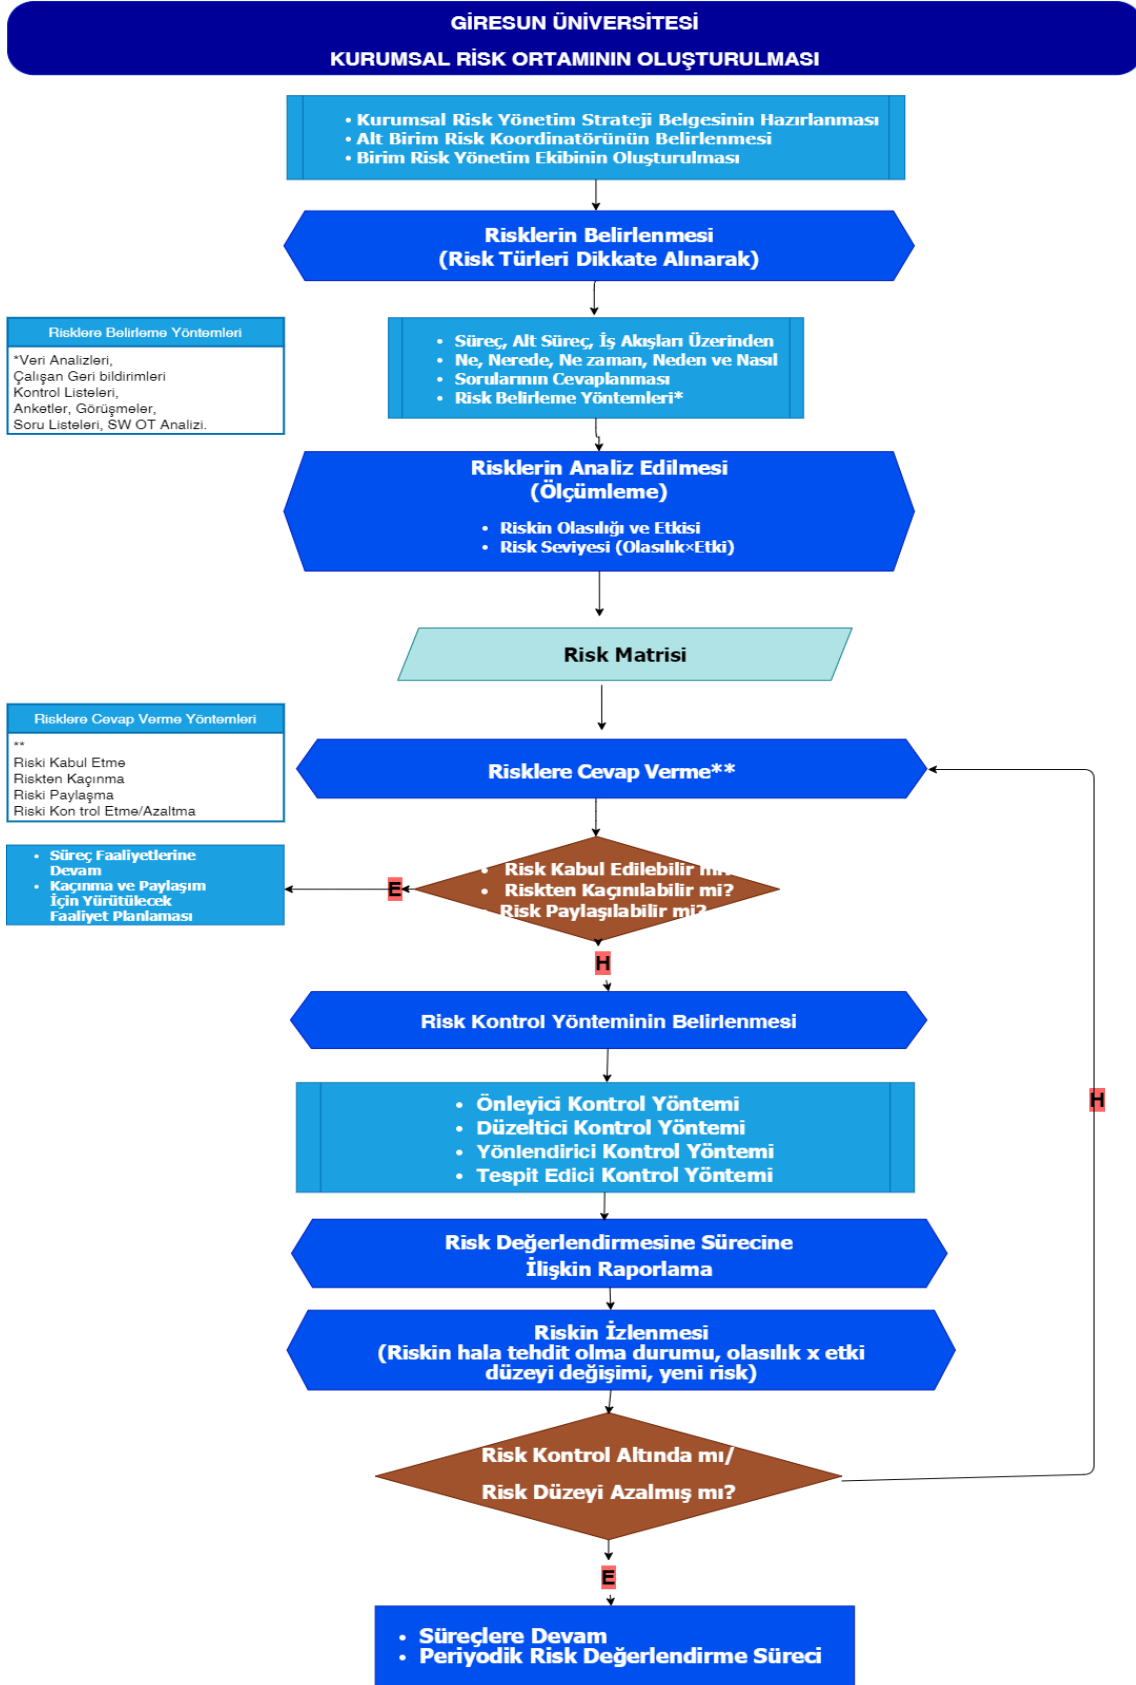 GİRESUN ÜNİVERSİTESİ
KURUMSAL RİSK ORTAMININ OLUŞTURULMASI
• Kurumsal Risk Yönetim Strateji Belgesinin Hazırlanması
• Alt Birim Risk Koordinatörünün Belirlenmesi
• Birim Risk Yönetim Ekibinin Oluşturulması
Risklerin Belirlenmesi
(Risk Türleri Dikkate Alınarak)
Risklere Belirleme Yöntemleri
*Veri Analizleri,
Çalışan Geri bildirimleri
Kontrol Listeleri,
Anketler, Görüşmeler,
Soru Listeleri, SW OT Analizi.
• Süreç, Alt Süreç, İş Akışları Üzerinden
• Ne, Nerede, Ne zaman, Neden ve Nasıl
• Sorularının Cevaplanması
• Risk Belirleme Yöntemleri*
Risklerin Analiz Edilmesi
(Ölçümleme)
• Riskin Olasılığı ve Etkisi
• Risk Seviyesi (Olasılık×Etki)
Risk Matrisi
Risklere Cevap Verme Yöntemleri
**
Riski Kabul Etme
Riskten Kaçınma
Riski Paylaşma
Riski Kon trol Etme/Azaltma
Risklere Cevap Verme**
• Risk Kabul Edilebilir mi?
• Riskten Kaçınılabilir mi?
• Risk Paylaşılabilir mi?
E
• Süreç Faaliyetlerine
Devam
• Kaçınma ve Paylaşım
İçin Yürütülecek
Faaliyet Planlaması
H
Risk Kontrol Yönteminin Belirlenmesi
• Önleyici Kontrol Yöntemi
• Düzeltici Kontrol Yöntemi
• Yönlendirici Kontrol Yöntemi
• Tespit Edici Kontrol Yöntemi
H
Risk Değerlendirmesine Sürecine
İlişkin Raporlama
Riskin İzlenmesi
(Riskin hala tehdit olma durumu, olasılık x etki
düzeyi değişimi, yeni risk)
Risk Kontrol Altında mı/
Risk Düzeyi Azalmış mı?
E
• Süreçlere Devam
• Periyodik Risk Değerlendirme Süreci